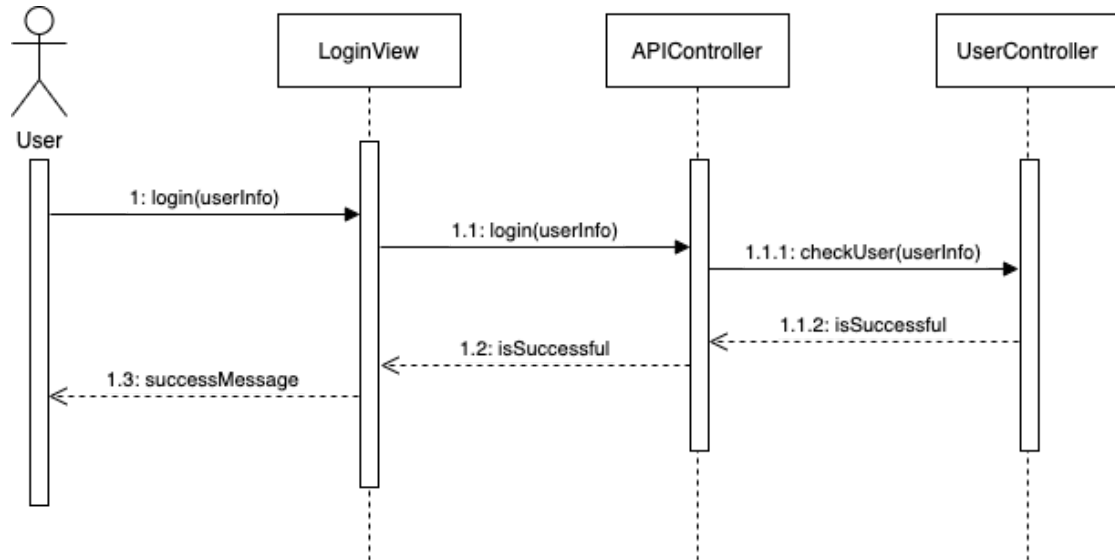 LoginView
APIController
UserController
User
1: login(userInfo)
1.1: login(userInfo)
1.1.1: checkUser(userInfo)
1.1.2: isSuccessful
1.2: isSuccessful
1.3: successMessage